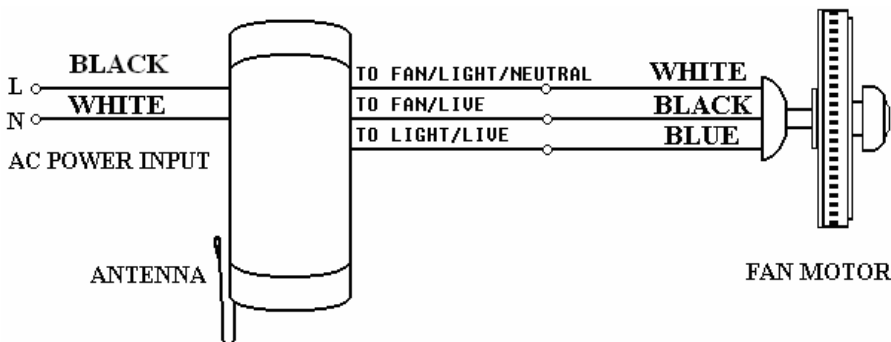 L BLACK
N WHITE
AC POWER INPUT
ANTENNA
TO FAN/LIGHT/NEUTRAL WHITE
TO FAN/LIVE BLACK
TO LIGHT/LIVE BLUE
FAN MOTOR